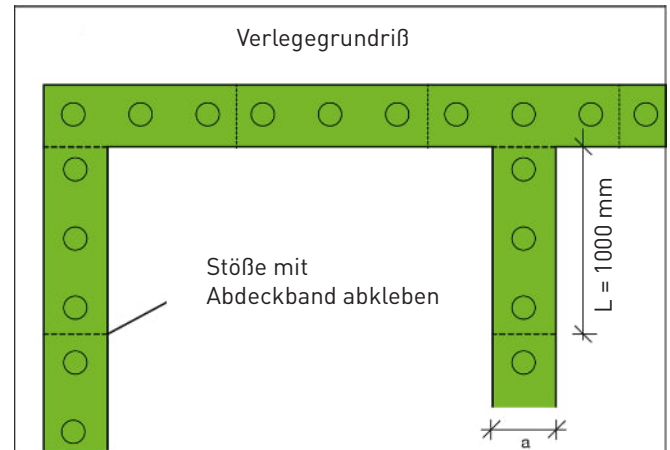 Verlegegrundriß
Stöße mit
Abdeckband abkleben
L = 1000 mm
a